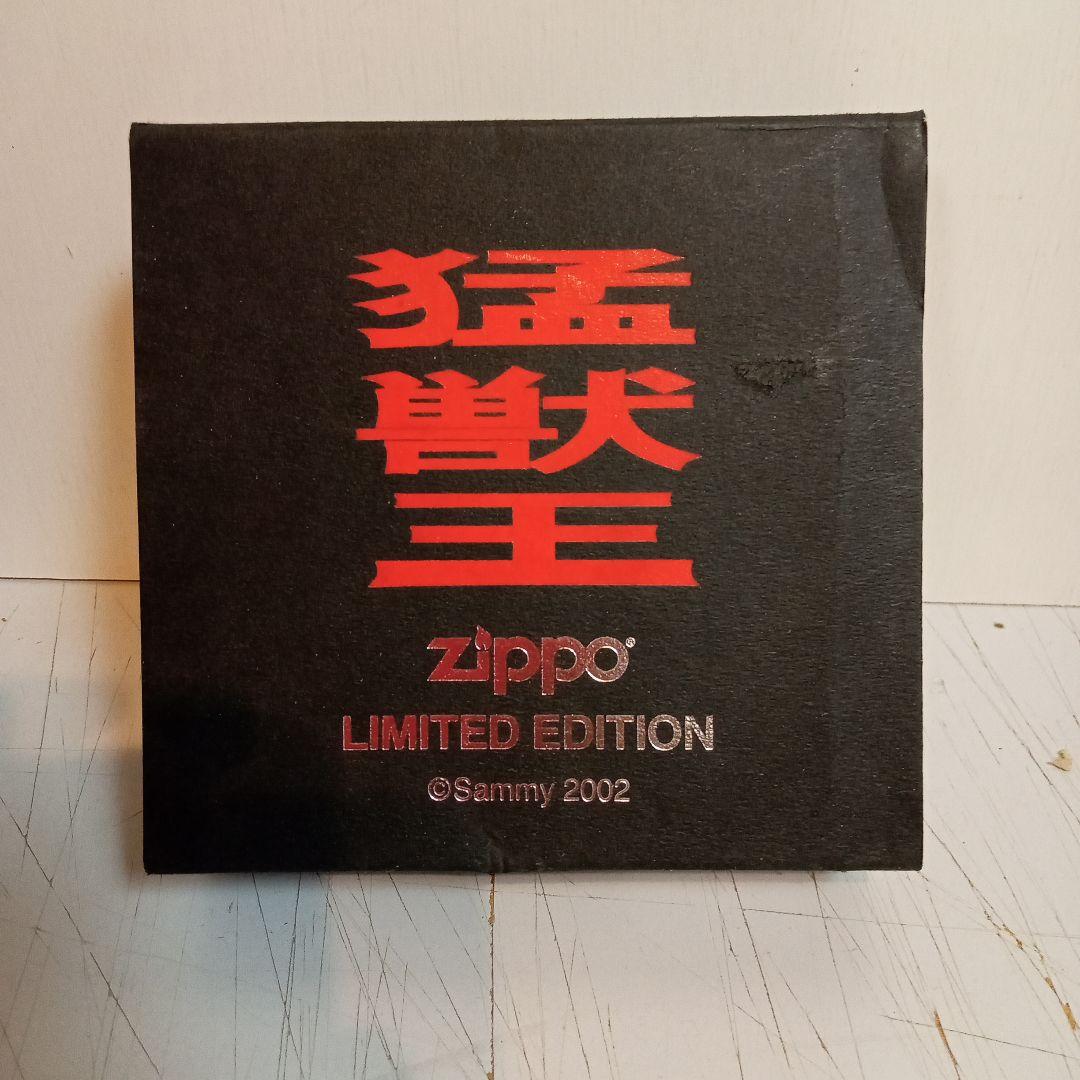 猛
獣
王
zippo®
LIMITED EDITION
©Sammy 2002